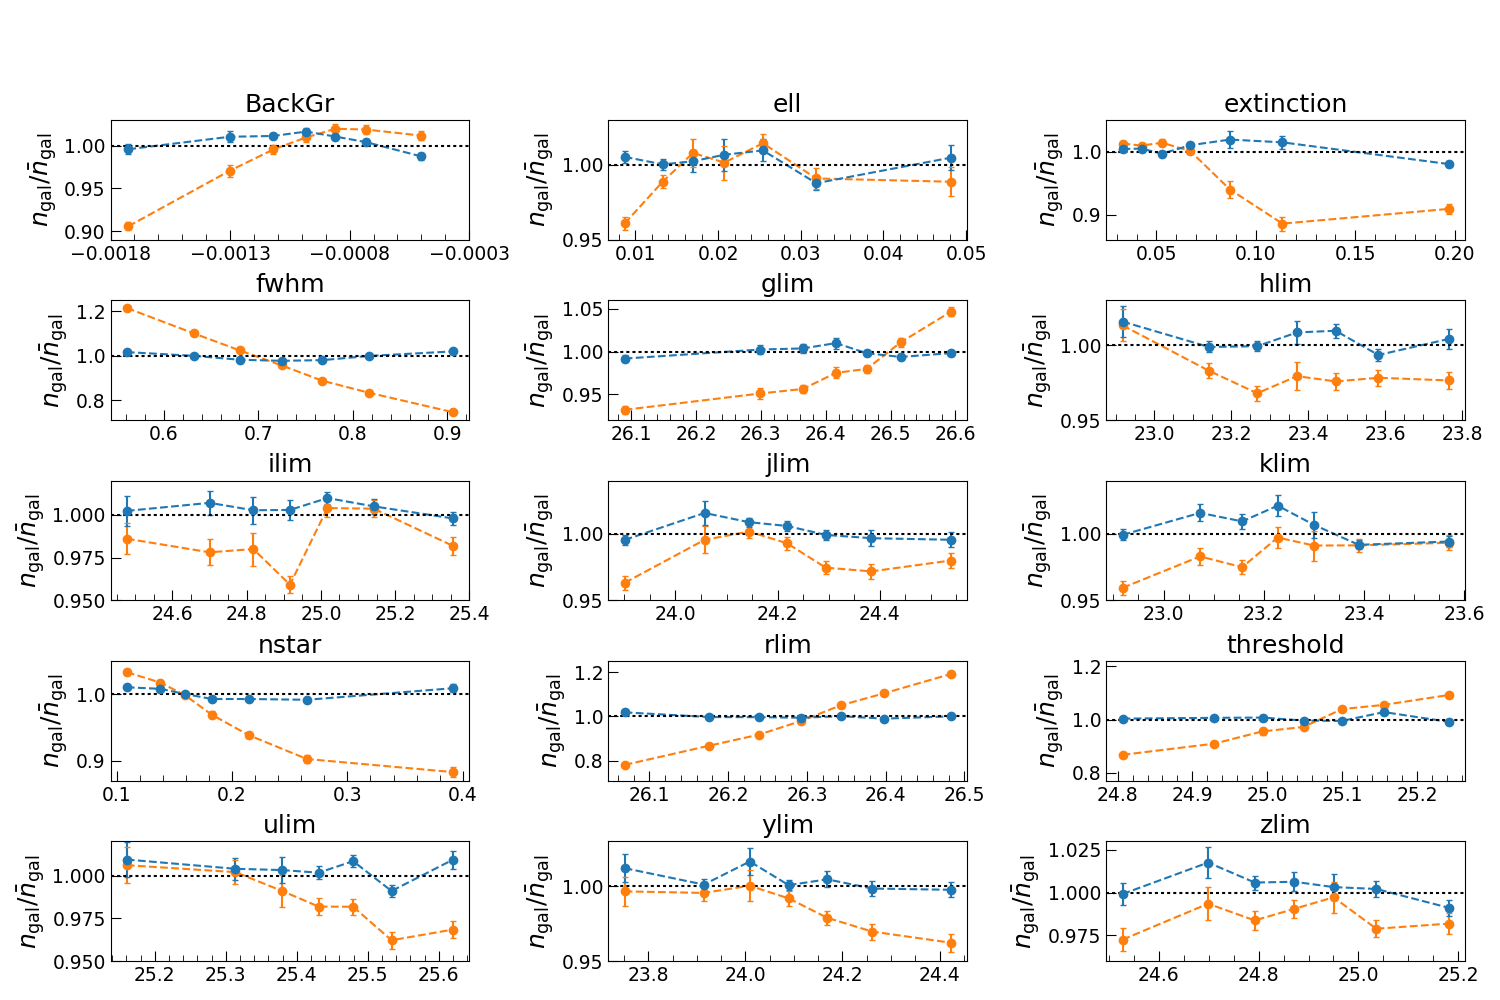 BackGr
n_gal/n̄_gal
1.00
0.95
0.90
−0.0018 −0.0013 −0.0008 −0.0003
ell
n_gal/n̄_gal
1.00
0.95
0.01 0.02 0.03 0.04 0.05
extinction
n_gal/n̄_gal
1.0
0.9
0.05 0.10 0.15 0.20
fwhm
n_gal/n̄_gal
1.2
1.0
0.8
0.6 0.7 0.8 0.9
glim
n_gal/n̄_gal
1.05
1.00
0.95
26.1 26.2 26.3 26.4 26.5 26.6
hlim
n_gal/n̄_gal
1.00
0.95
23.0 23.2 23.4 23.6 23.8
ilim
n_gal/n̄_gal
1.000
0.975
0.950
24.6 24.8 25.0 25.2 25.4
jlim
n_gal/n̄_gal
1.00
0.95
24.0 24.2 24.4
klim
n_gal/n̄_gal
1.00
0.95
23.0 23.2 23.4 23.6
nstar
n_gal/n̄_gal
1.0
0.9
0.1 0.2 0.3 0.4
rlim
n_gal/n̄_gal
1.2
1.0
0.8
26.1 26.2 26.3 26.4 26.5
threshold
n_gal/n̄_gal
1.2
1.0
0.8
24.8 24.9 25.0 25.1 25.2
ulim
n_gal/n̄_gal
1.000
0.975
0.950
25.2 25.3 25.4 25.5 25.6
ylim
n_gal/n̄_gal
1.00
0.95
23.8 24.0 24.2 24.4
zlim
n_gal/n̄_gal
1.025
1.000
0.975
24.6 24.8 25.0 25.2